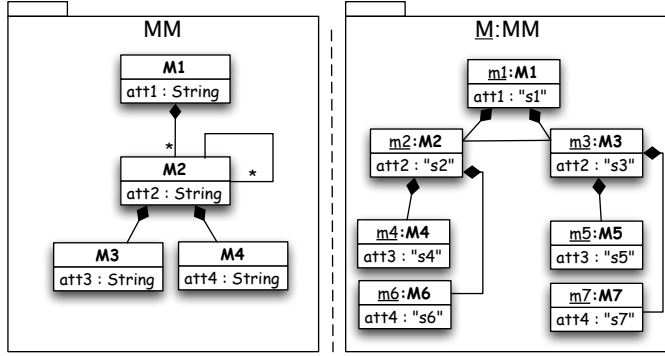 MM
M1
att1 : String
*
M2
att2 : String
*
M3
att3 : String
M4
att4 : String
M:MM
m1:M1
att1 : "s1"
m2:M2
att2 : "s2"
m3:M3
att2 : "s3"
m4:M4
att3 : "s4"
m5:M5
att3 : "s5"
m6:M6
att4 : "s6"
m7:M7
att4 : "s7"